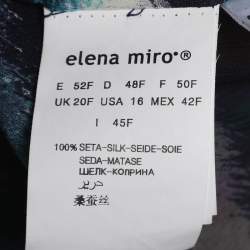 elena miro·®
E 52F D 48F F 50F
UK 20F USA 16 MEX 42F
I 45F
100% SETA-SILK-SEIDE-SOIE
SEDA-MATASE
ШЕЛК-КОПРИНА
حرير
桑蚕丝